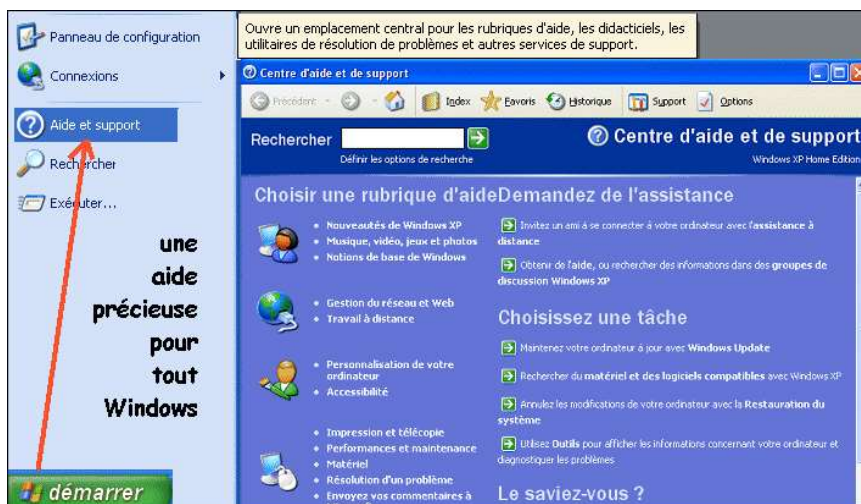 Panneau de configuration
Connexions
Aide et support
Rechercher
Exécuter...
une
aide
précieuse
pour
tout
Windows
démarrer
Ouvre un emplacement central pour les rubriques d'aide, les didacticiels, les
utilitaires de résolution de problèmes et autres services de support.
Centre d'aide et de support
Précédent
Index
Favoris
Historique
Support
Options
Rechercher
Définir les options de recherche
Centre d'aide et de support
Windows XP Home Edition
Choisir une rubrique d'aide
Nouveautés de Windows XP
Musique, vidéo, jeux et photos
Notions de base de Windows
Gestion du réseau et Web
Travail à distance
Personnalisation de votre
ordinateur
Accessibilité
Impression et télécopie
Performances et maintenance
Matériel
Résolution d'un problème
Envoyez vos commentaires à
Demandez de l'assistance
Invitez un ami à se connecter à votre ordinateur avec l'assistance à
distance
Obtenir de l'aide, ou rechercher des informations dans des groupes de
discussion Windows XP
Choisissez une tâche
Maintenez votre ordinateur à jour avec Windows Update
Rechercher du matériel et des logiciels compatibles avec Windows XP
Annulez les modifications de votre ordinateur avec la Restauration du
système
Utilisez Outils pour afficher les informations concernant votre ordinateur et
diagnostiquer les problèmes
Le saviez-vous ?